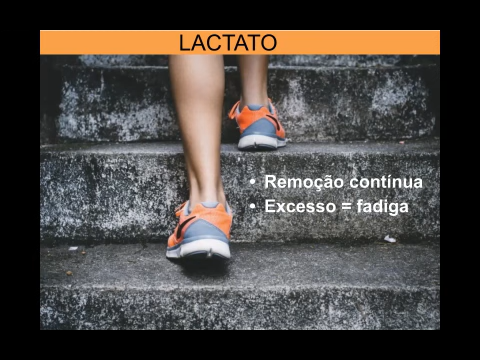 LACTATO
• Remoção contínua
• Excesso = fadiga